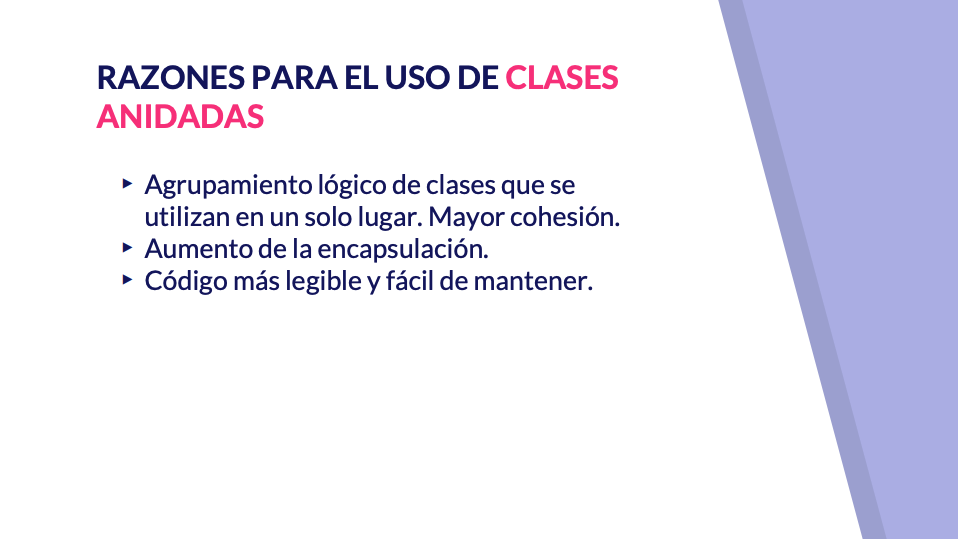 RAZONES PARA EL USO DE CLASES
ANIDADAS
▸ Agrupamiento lógico de clases que se
utilizan en un solo lugar. Mayor cohesión.
▸ Aumento de la encapsulación.
▸ Código más legible y fácil de mantener.